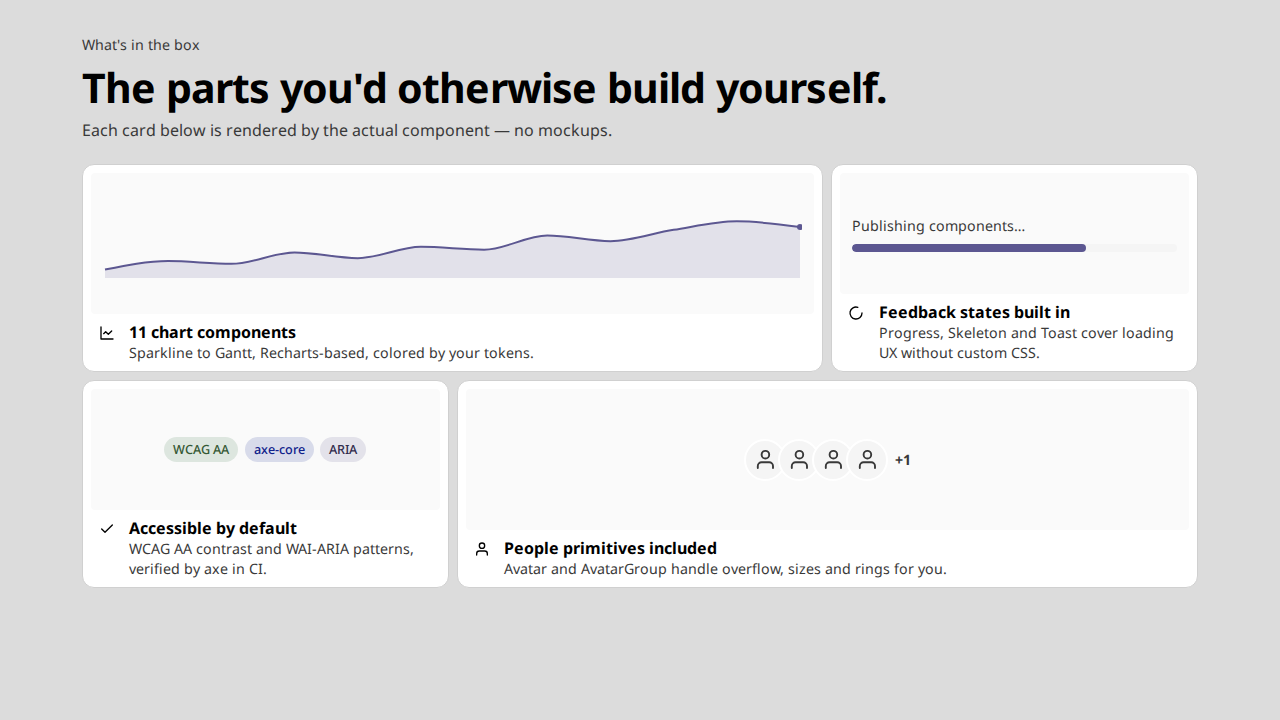 What's in the box
The parts you'd otherwise build yourself.
Each card below is rendered by the actual component — no mockups.
11 chart components
Sparkline to Gantt, Recharts-based, colored by your tokens.
Publishing components…
Feedback states built in
Progress, Skeleton and Toast cover loading
UX without custom CSS.
WCAG AA axe-core ARIA
Accessible by default
WCAG AA contrast and WAI-ARIA patterns,
verified by axe in CI.
+1
People primitives included
Avatar and AvatarGroup handle overflow, sizes and rings for you.